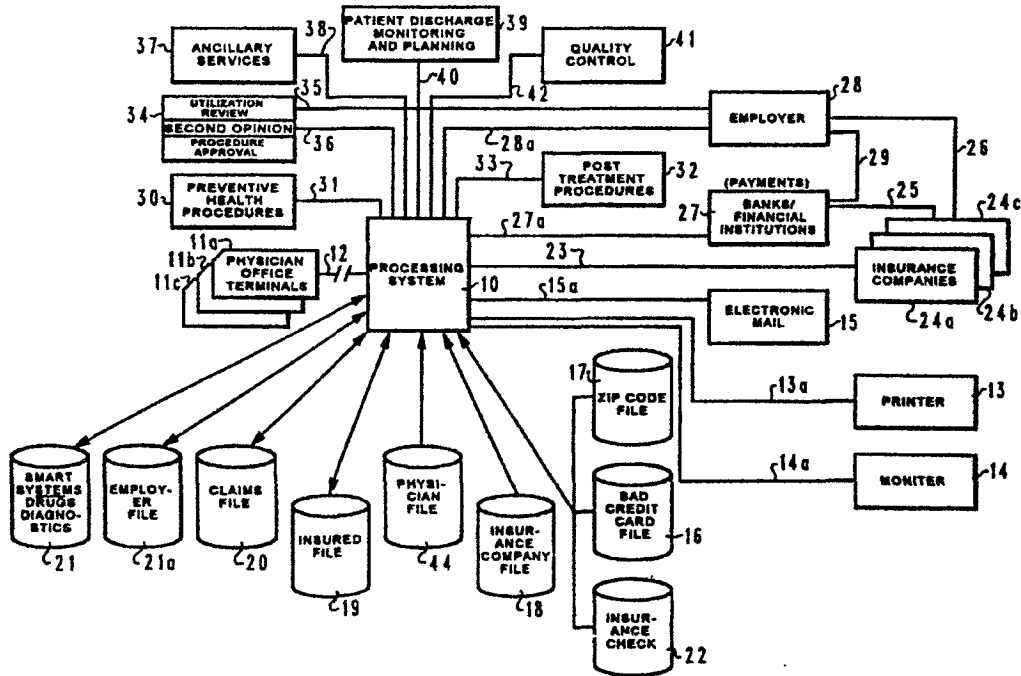 37
ANCILLARY
SERVICES
38
PATIENT DISCHARGE
MONITORING
AND PLANNING
39
40
QUALITY
CONTROL
41
42
34
UTILIZATION
REVIEW
SECOND OPINION
PROCEDURE
APPROVAL
35
36
EMPLOYER
28
28a
29
26
30
PREVENTIVE
HEALTH
PROCEDURES
31
33
POST
TREATMENT
PROCEDURES
32
(PAYMENTS)
27
BANKS/
FINANCIAL
INSTITUTIONS
25
27a
24c
11a
11b
11c
PHYSICIAN
OFFICE
TERMINALS
12
PROCESSING
SYSTEM
10
23
INSURANCE
COMPANIES
24a
24b
15a
ELECTRONIC
MAIL
15
17
ZIP CODE
FILE
13a
PRINTER
13
14a
MONITER
14
SMART
SYSTEMS
DRUGS
DIAGNO-
STICS
21
EMPLOY-
ER
FILE
21a
CLAIMS
FILE
20
INSURED
FILE
19
PHYSI-
CIAN
FILE
44
INSUR-
ANCE
COMPANY
FILE
18
BAD
CREDIT
CARD
FILE
16
INSUR-
ANCE
CHECK
22